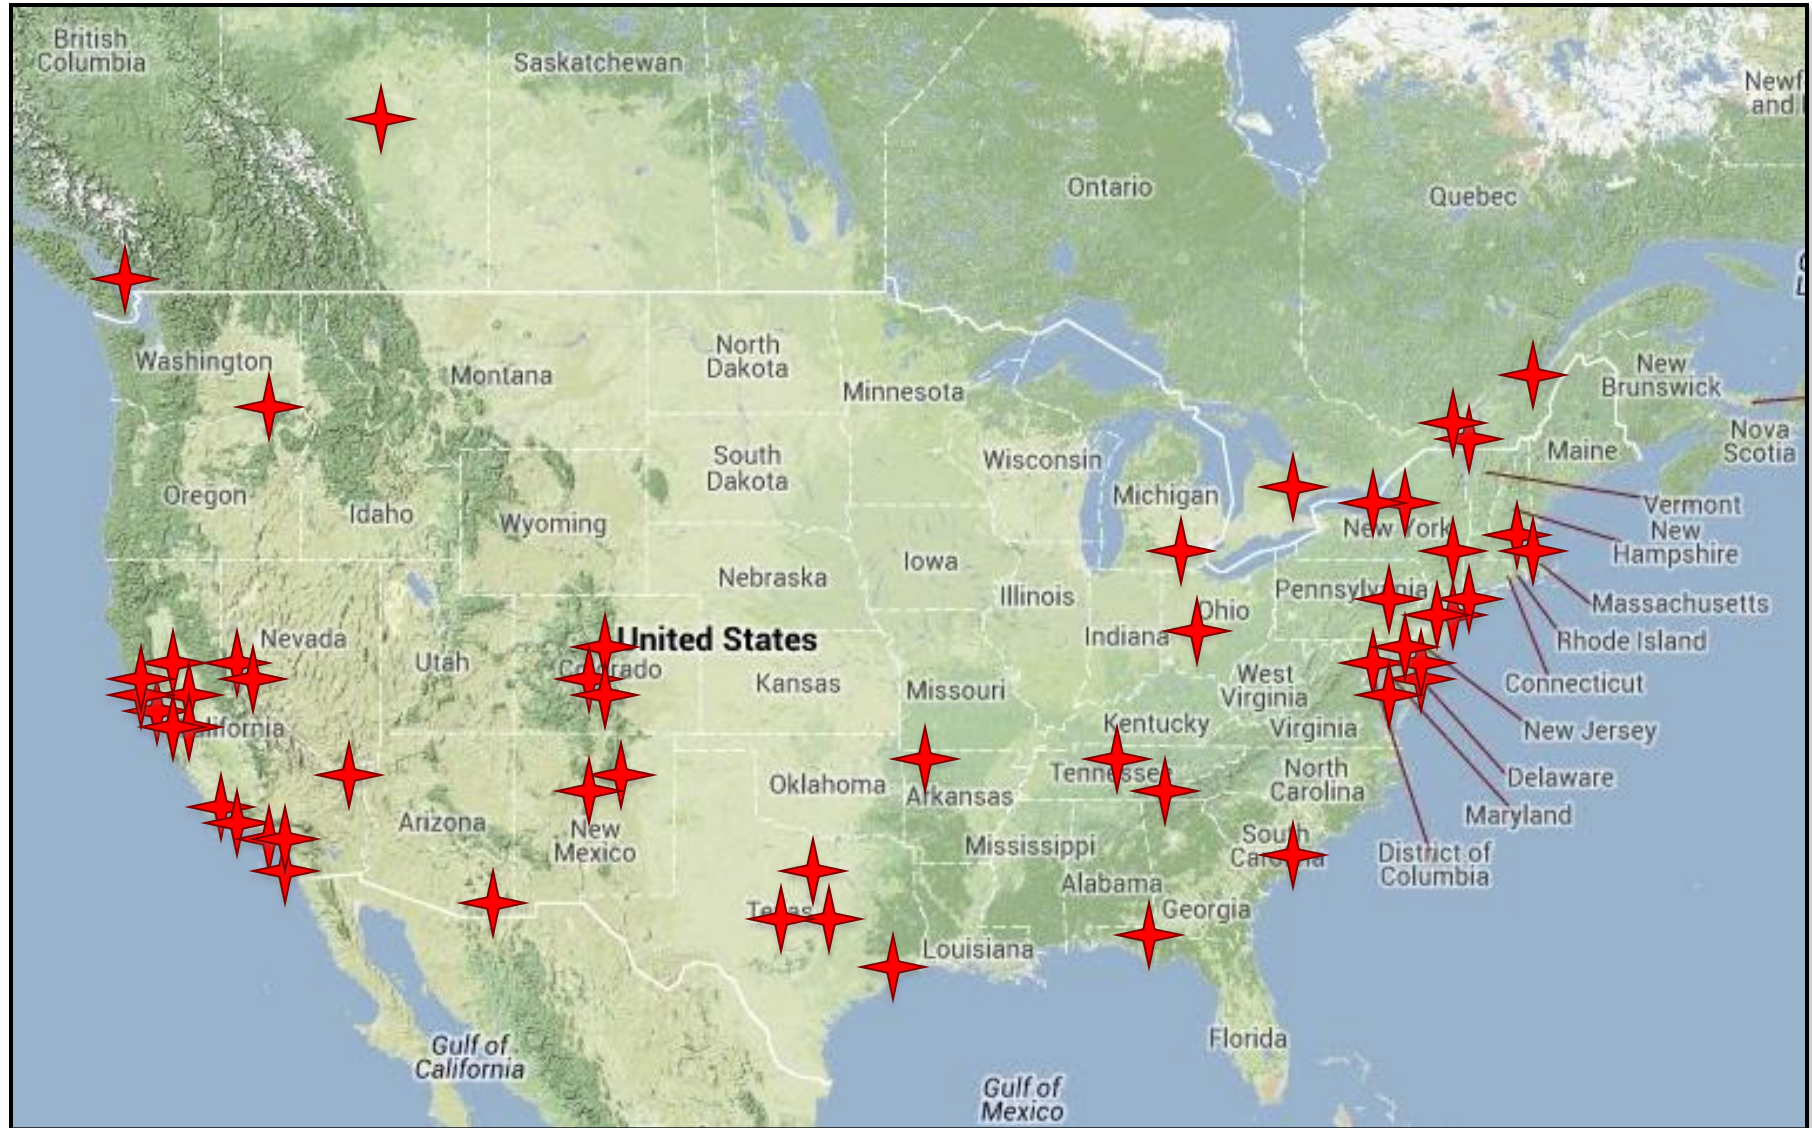 British
Columbia
Saskatchewan
Newf
and
Ontario
Quebec
Washington
Montana
North
Dakota
Minnesota
New
Brunswick
Nova
Scotia
Maine
Wisconsin
Michigan
South
Dakota
Oregon
Idaho
Wyoming
Vermont
New
Hampshire
New York
Iowa
Nebraska
Illinois
Pennsylvania
Ohio
Massachusetts
Indiana
Rhode Island
United States
Nevada
Utah
Colorado
Kansas
Missouri
West
Virginia
Connecticut
Kentucky
Virginia
New Jersey
California
Tennessee
North
Carolina
Delaware
Oklahoma
Arkansas
Maryland
Arizona
New
Mexico
Mississippi
South
Carolina
District of
Columbia
Alabama
Georgia
Texas
Louisiana
Florida
Gulf of
California
Gulf of
Mexico